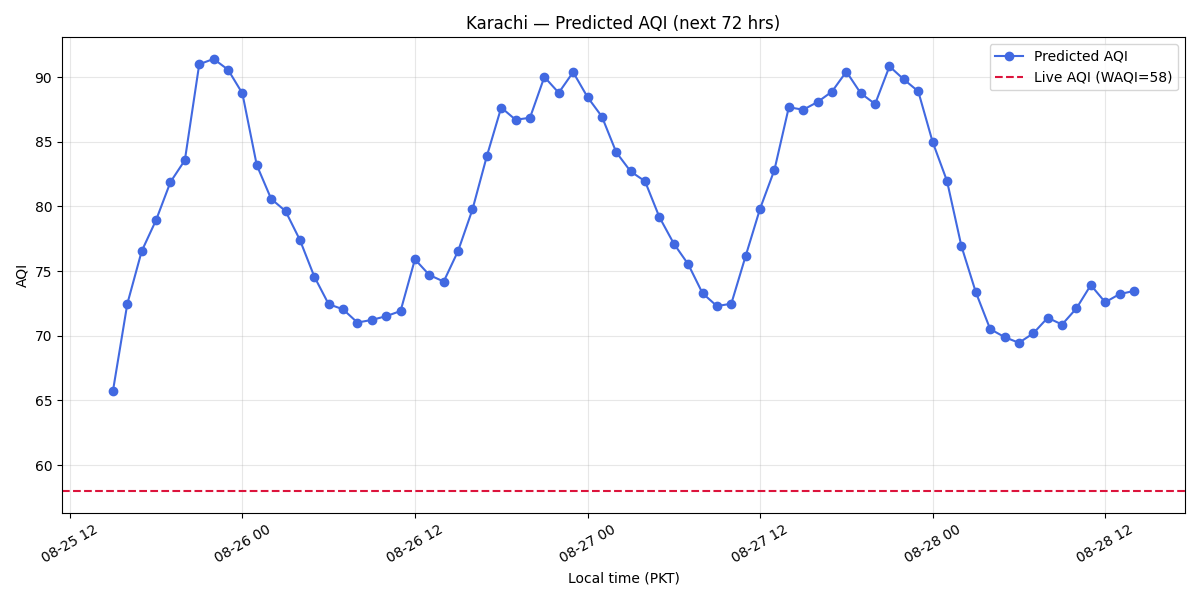 Karachi — Predicted AQI (next 72 hrs)
Predicted AQI
Live AQI (WAQI=58)
90
85
80
75
70
65
60
AQI
08-25 12
08-26 00
08-26 12
08-27 00
08-27 12
08-28 00
08-28 12
Local time (PKT)